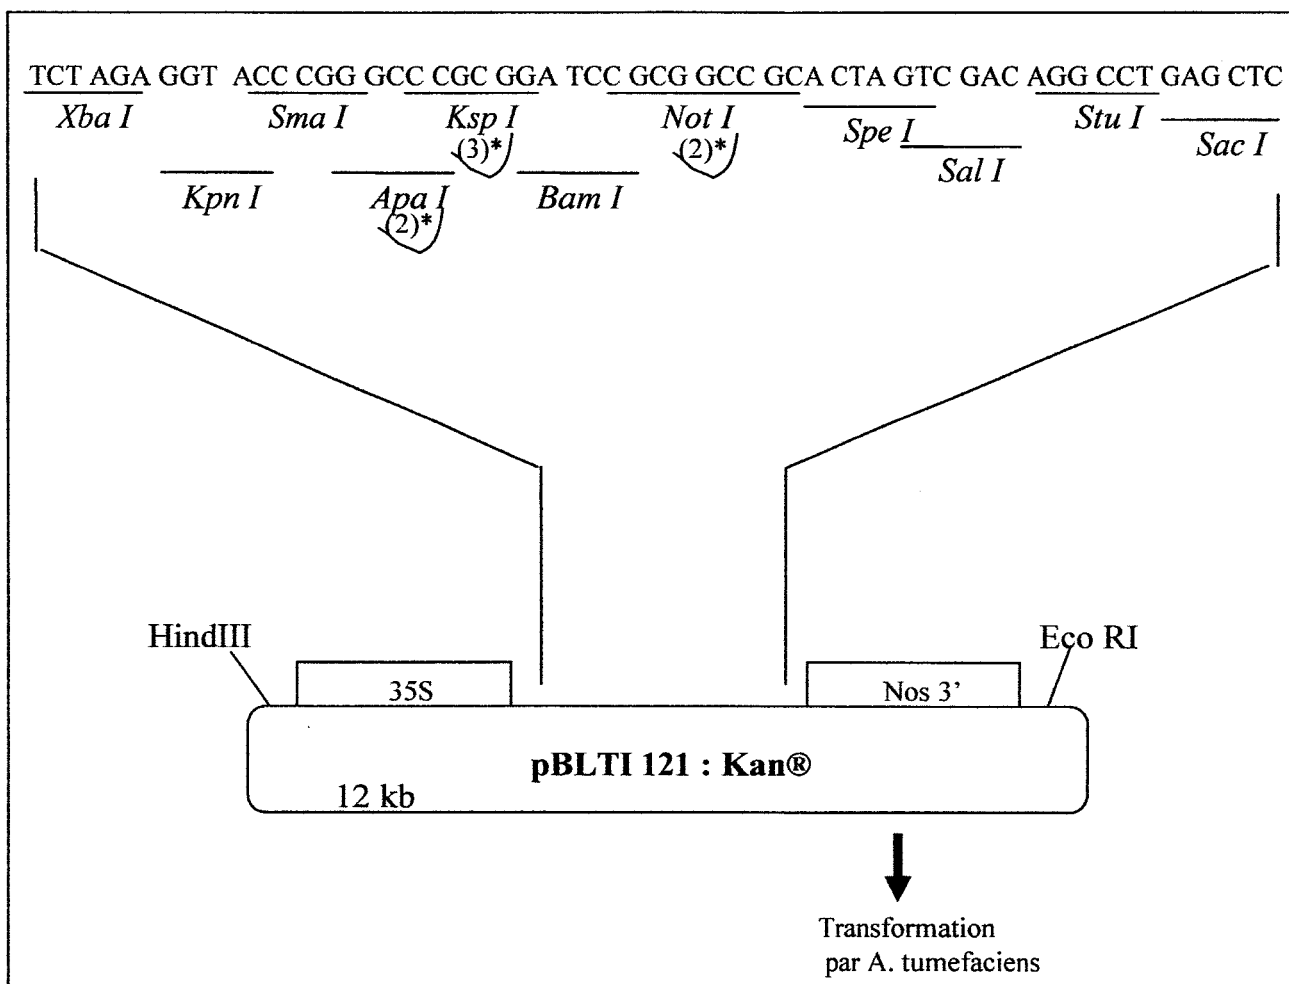 TCT AGA GGT ACC CGG GCC CGC GGA TCC GCG GCC GCA CTA GTC GAC AGG CCT GAG CTC
Xba I Sma I Ksp I Not I Spe I Stu I Sac I
(3)* (2)* Sal I
Kpn I Apa I Bam I
(2)*
HindIII Eco RI
35S Nos 3'
pBLTI 121 : Kan®
12 kb
Transformation
par A. tumefaciens